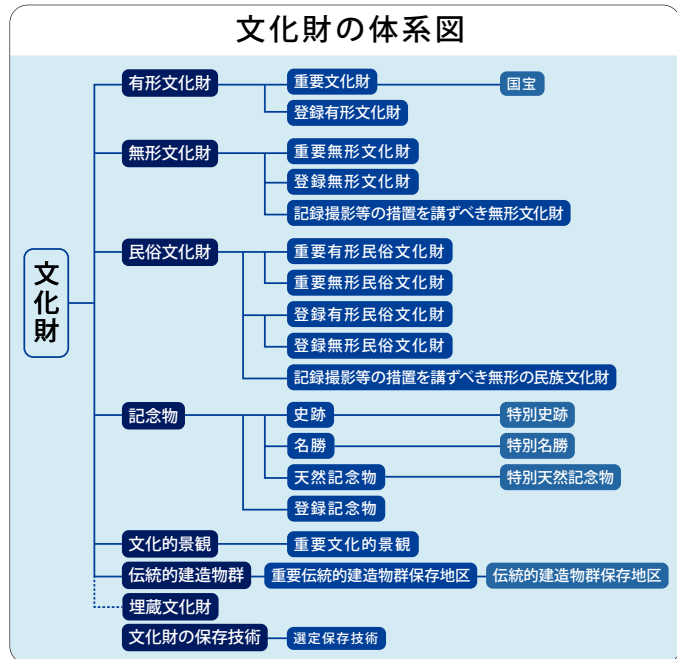 文化財の体系図
文化財
有形文化財
重要文化財
国宝
登録有形文化財
無形文化財
重要無形文化財
登録無形文化財
記録撮影等の措置を講ずべき無形文化財
民俗文化財
重要有形民俗文化財
重要無形民俗文化財
登録有形民俗文化財
登録無形民俗文化財
記録撮影等の措置を講ずべき無形の民族文化財
記念物
史跡
特別史跡
名勝
特別名勝
天然記念物
特別天然記念物
登録記念物
文化的景観
重要文化的景観
伝統的建造物群
重要伝統的建造物群保存地区
伝統的建造物群保存地区
埋蔵文化財
文化財の保存技術
選定保存技術